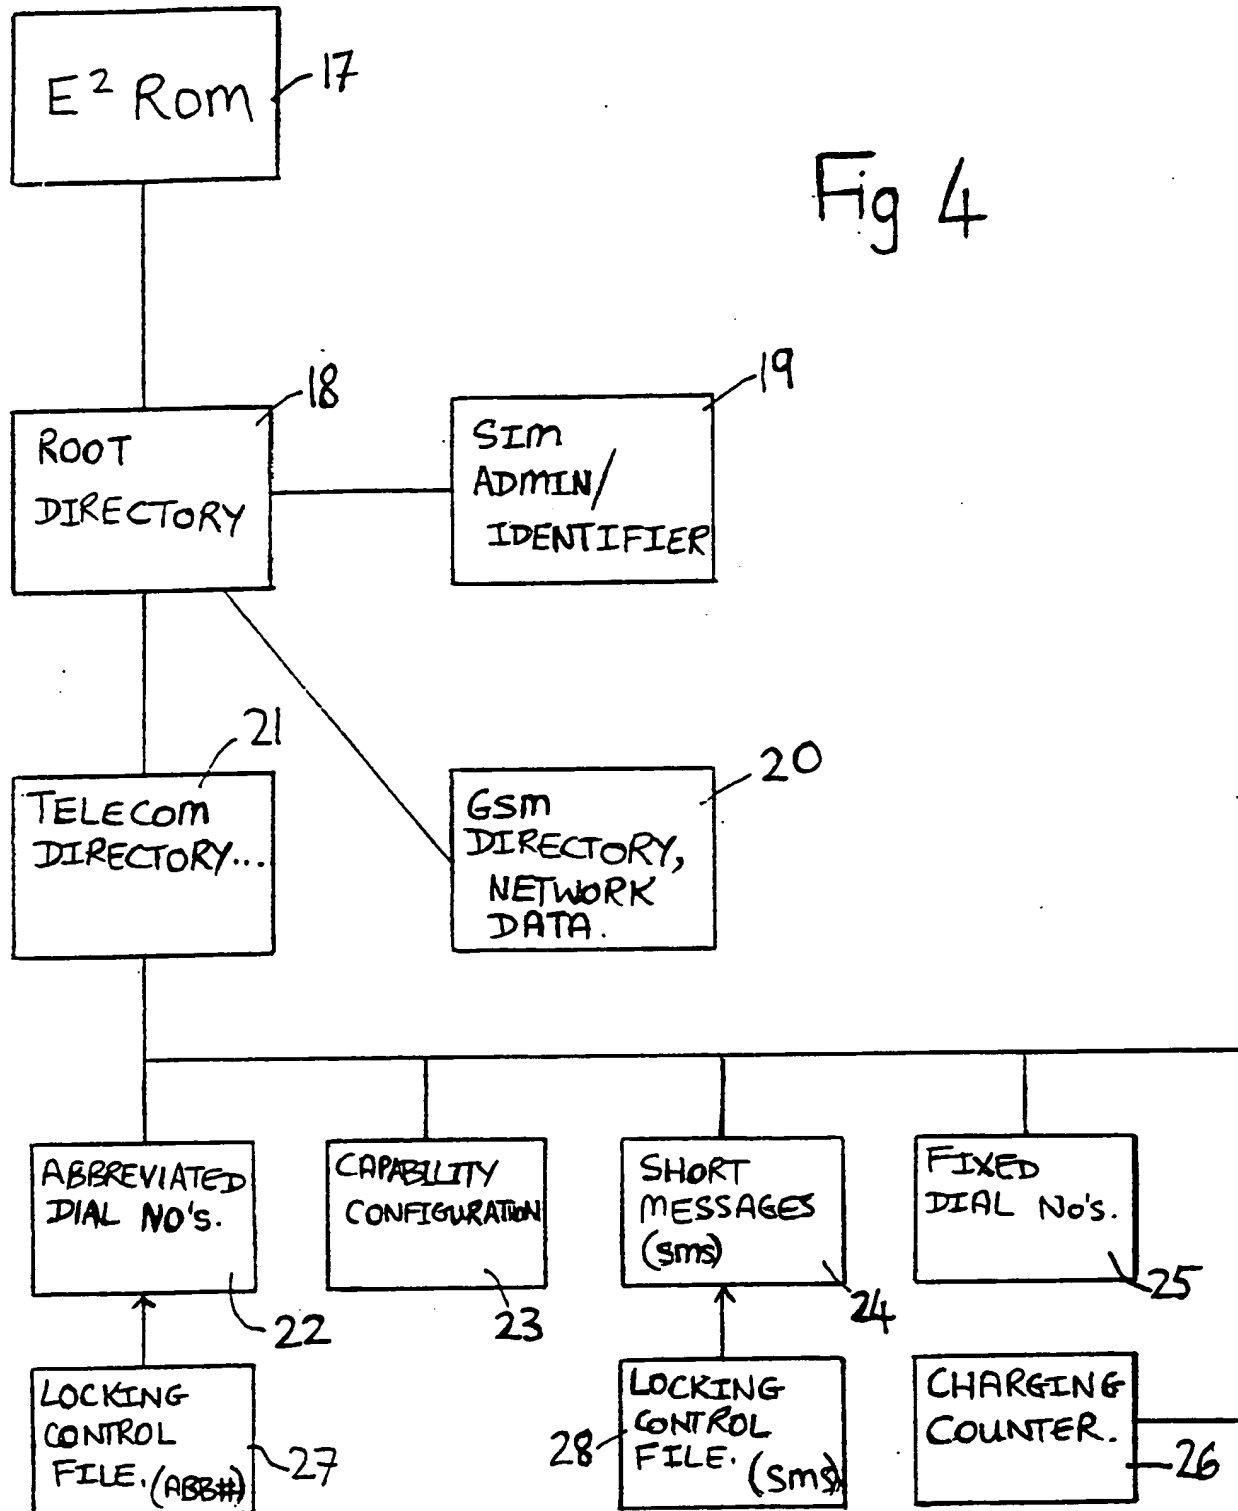 E² Rom
17
Fig 4
18
ROOT
DIRECTORY
19
SIM
ADMIN/
IDENTIFIER
21
TELECOM
DIRECTORY...
20
GSM
DIRECTORY,
NETWORK
DATA.
ABBREVIATED
DIAL NO'S.
22
CAPABILITY
CONFIGURATION
23
SHORT
MESSAGES
(sms)
24
FIXED
DIAL No's.
25
LOCKING
CONTROL
FILE. (ABB#)
27
28
LOCKING
CONTROL
FILE. (sms)
CHARGING
COUNTER.
26